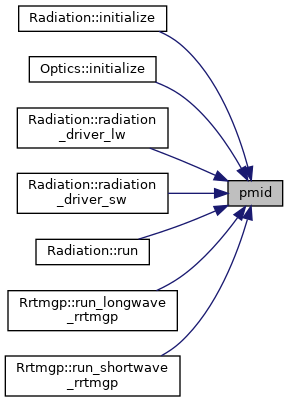 Radiation::initialize
Optics::initialize
Radiation::radiation
_driver_lw
Radiation::radiation
_driver_sw
pmid
Radiation::run
Rrtmgp::run_longwave
_rrtmgp
Rrtmgp::run_shortwave
_rrtmgp